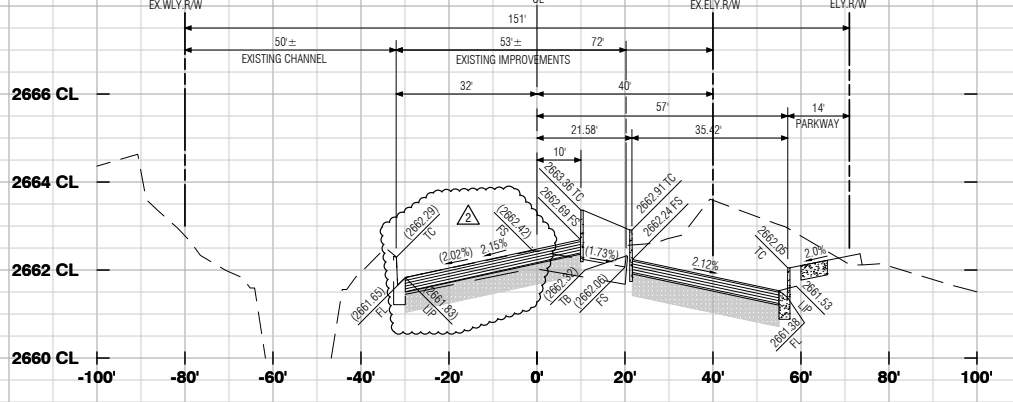 EX.WLY.R/W
CL
EX.ELY.R/W
ELY.R/W
151'
50'±
53'±
72'
EXISTING CHANNEL
EXISTING IMPROVEMENTS
2666 CL
32'
40'
57'
14'
PARKWAY
21.58'
35.42'
10'
2664 CL
2663.36 TC
2662.69 FS
2662.91 TC
2662.24 FS
(2662.29)
TC
2
(2662.42)
FS
2662.05
TC
2.0%
(2.02%)
2.15%
(1.73%)
2.12%
2662 CL
(2661.65)
FL
(2661.83)
LIP
(2662.32)
TB
(2662.06)
FS
2661.53
LIP
2661.38
FL
2660 CL
-100'
-80'
-60'
-40'
-20'
0'
20'
40'
60'
80'
100'